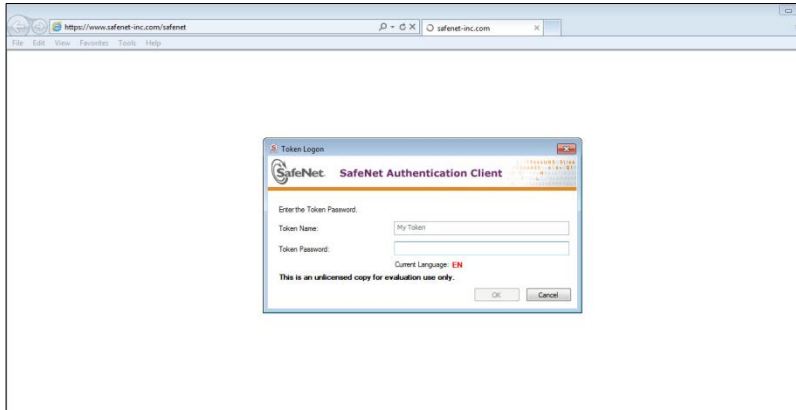 https://www.safenet-inc.com/safenet
safenet-inc.com
File Edit View Favorites Tools Help
Token Logon
SafeNet. SafeNet Authentication Client
Enter the Token Password.
Token Name: My Token
Token Password:
Current Language: EN
This is an unlicensed copy for evaluation use only.
OK Cancel